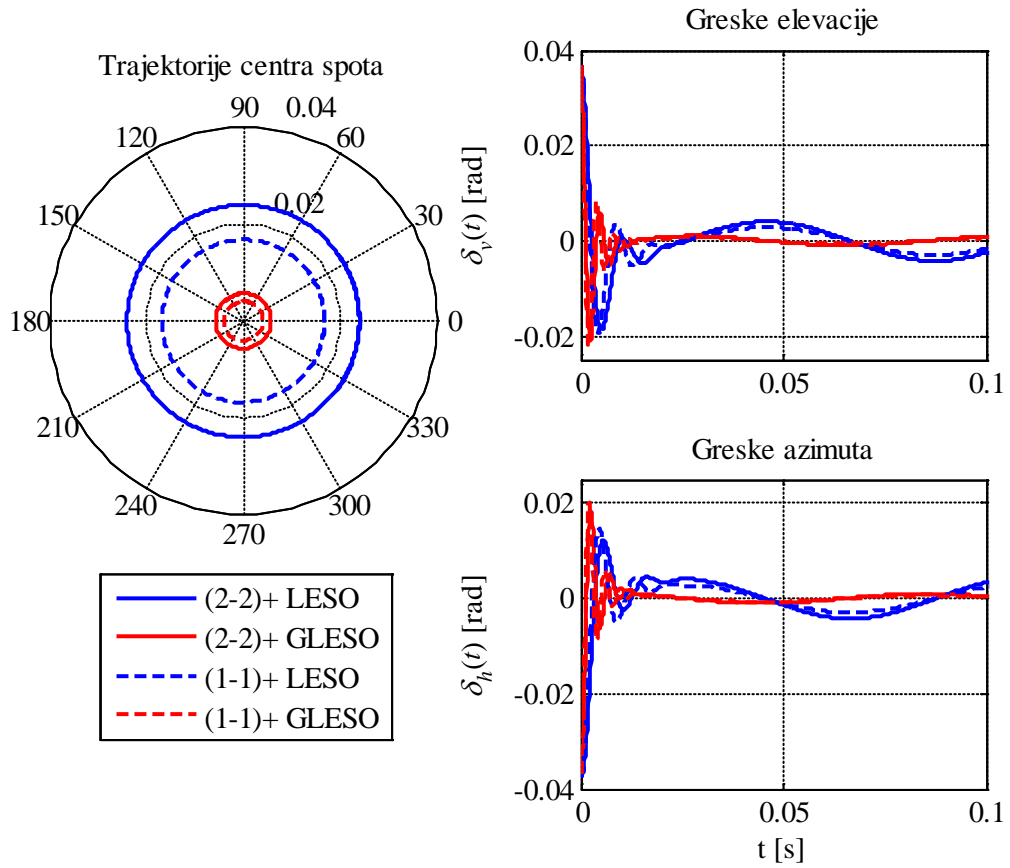 Trajektorije centra spota
90
0.04
120
60
0.02
150
30
180
0
210
330
240
300
270
(2-2)+ LESO
(2-2)+ GLESO
(1-1)+ LESO
(1-1)+ GLESO
Greske elevacije
δv(t) [rad]
0.04
0.02
0
-0.02
0
0.05
0.1
Greske azimuta
δh(t) [rad]
0.02
0
-0.02
-0.04
0
0.05
0.1
t [s]